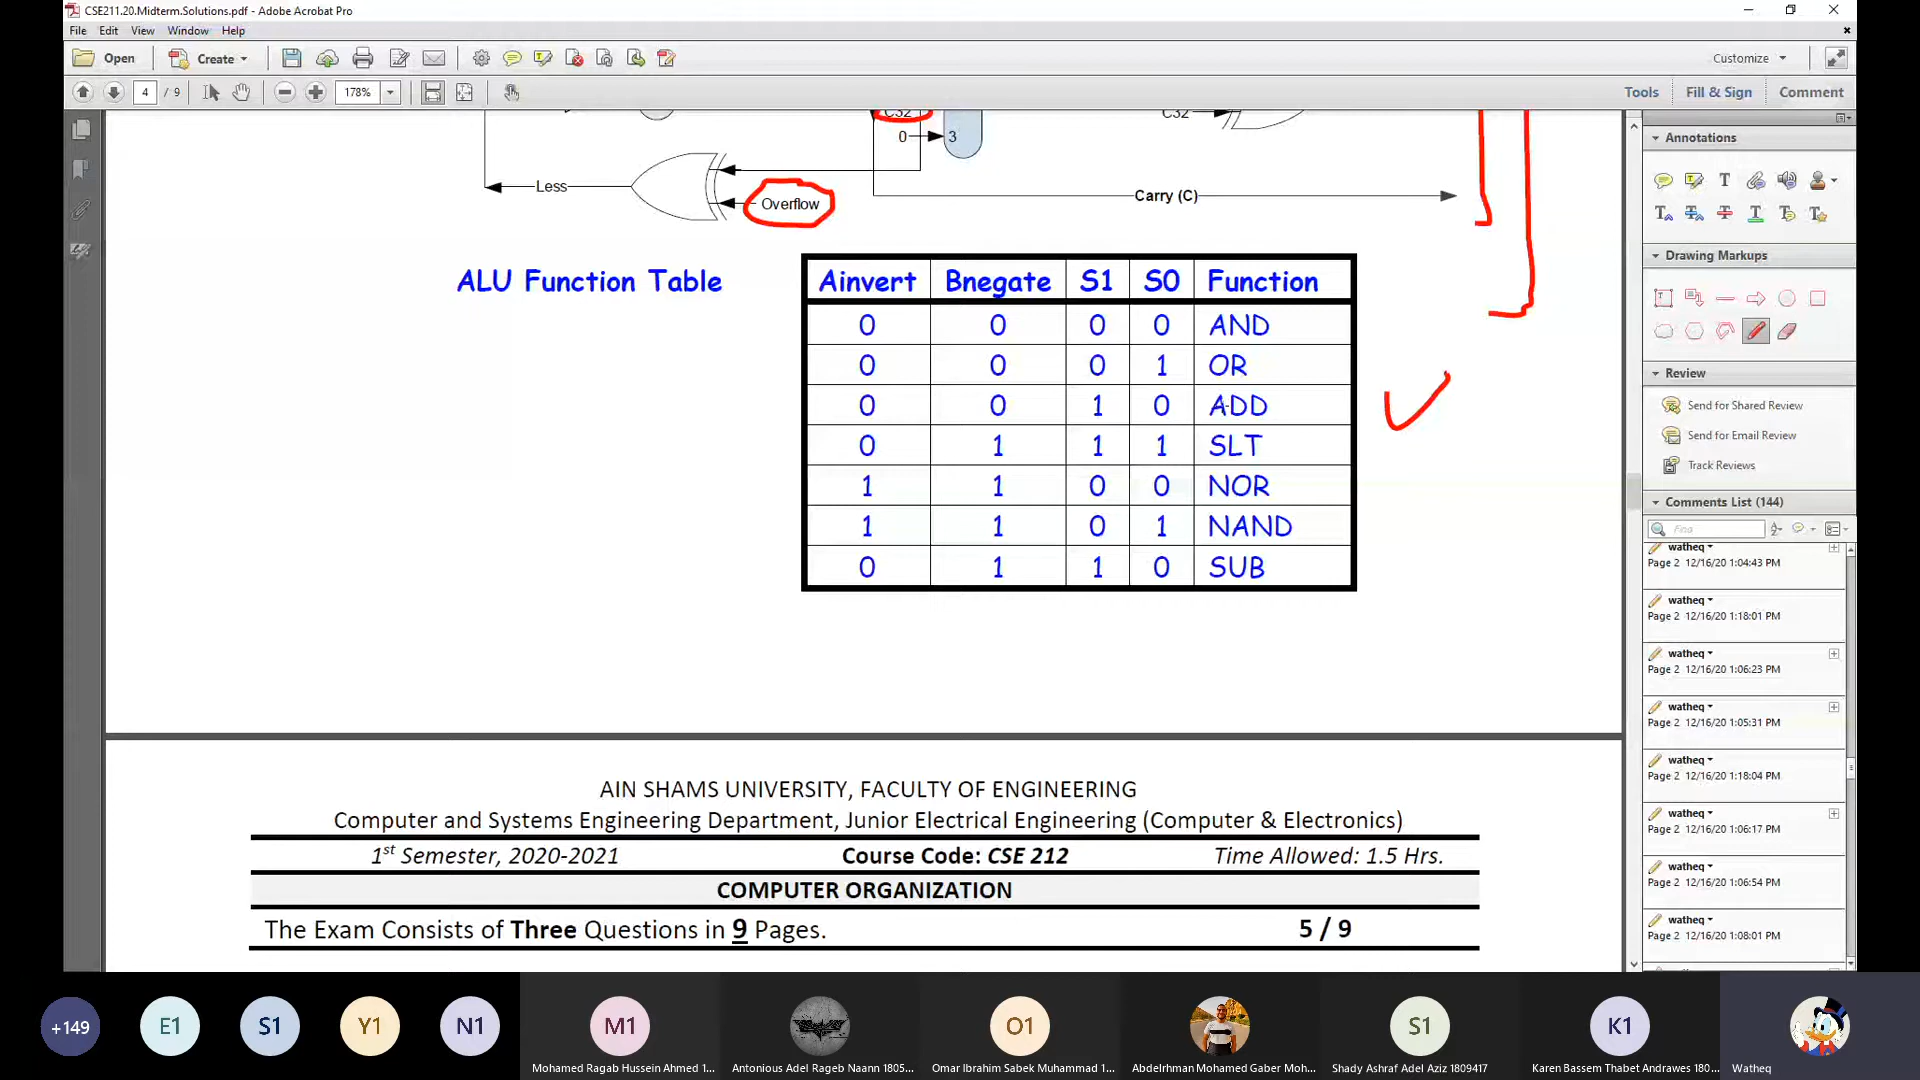 CSE211.20.Midterm.Solutions.pdf - Adobe Acrobat Pro
File Edit View Window Help
Open Create Customize
4 / 9 178% Tools Fill & Sign Comment
C32 C32
0 3
Less
Overflow
Carry (C)
ALU Function Table
Ainvert Bnegate S1 S0 Function
0 0 0 0 AND
0 0 0 1 OR
0 0 1 0 ADD
0 1 1 1 SLT
1 1 0 0 NOR
1 1 0 1 NAND
0 1 1 0 SUB
AIN SHAMS UNIVERSITY, FACULTY OF ENGINEERING
Computer and Systems Engineering Department, Junior Electrical Engineering (Computer & Electronics)
1st Semester, 2020-2021 Course Code: CSE 212 Time Allowed: 1.5 Hrs.
COMPUTER ORGANIZATION
The Exam Consists of Three Questions in 9 Pages. 5 / 9
Annotations
Drawing Markups
Review
Send for Shared Review
Send for Email Review
Track Reviews
Comments List (144)
Find
watheq
Page 2 12/16/20 1:04:43 PM
watheq
Page 2 12/16/20 1:18:01 PM
watheq
Page 2 12/16/20 1:06:23 PM
watheq
Page 2 12/16/20 1:05:31 PM
watheq
Page 2 12/16/20 1:18:04 PM
watheq
Page 2 12/16/20 1:06:17 PM
watheq
Page 2 12/16/20 1:06:54 PM
watheq
Page 2 12/16/20 1:08:01 PM
+149 E1 S1 Y1 N1 M1 O1 S1 K1
Mohamed Ragab Hussein Ahmed 1...
Antonious Adel Rageb Naann 1805...
Omar Ibrahim Sabek Muhammad 1...
Abdelrhman Mohamed Gaber Moh...
Shady Ashraf Adel Aziz 1809417
Karen Bassem Thabet Andrawes 180...
Watheq